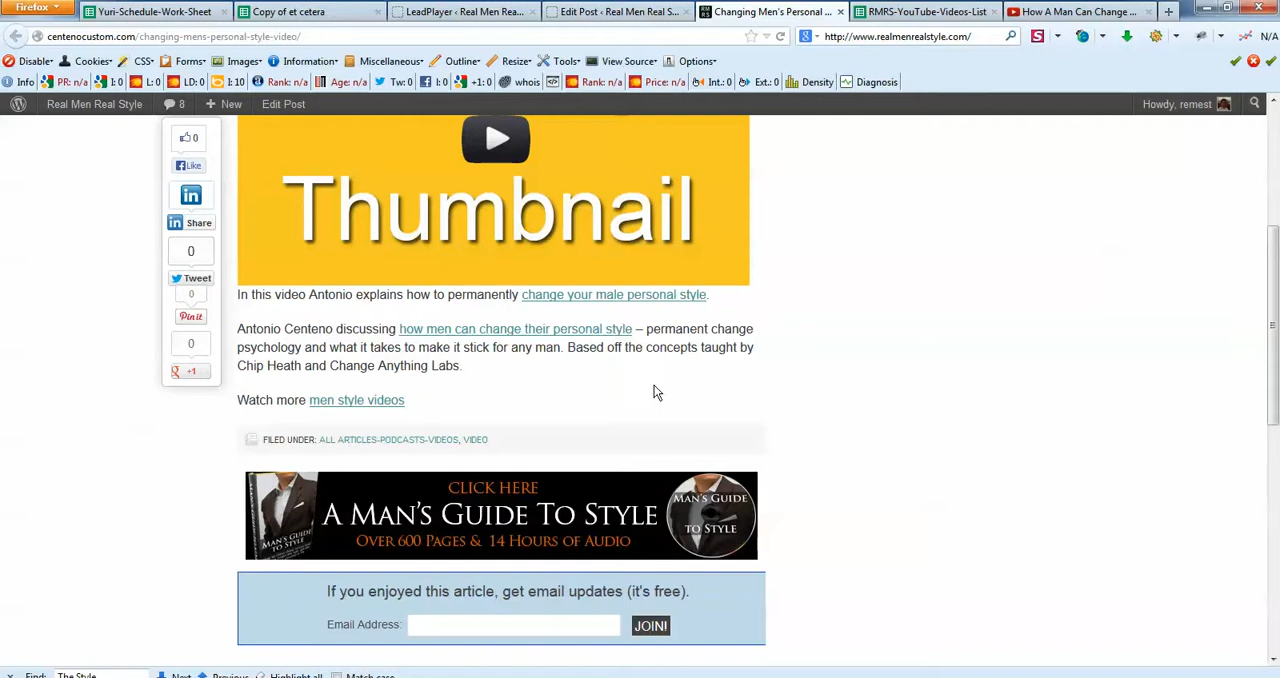 Firefox
Yuri-Schedule-Work-Sheet
Copy of et cetera
LeadPlayer ‹ Real Men Rea...
Edit Post ‹ Real Men Real S...
Changing Men's Personal ...
RMRS-YouTube-Videos-List
How A Man Can Change ...
centenocustom.com/changing-mens-personal-style-video/
http://www.realmenrealstyle.com/
N/A
Disable Cookies CSS Forms Images Information Miscellaneous Outline Resize Tools View Source Options
Info PR: n/a I: 0 L: 0 LD: 0 I: 10 Rank: n/a Age: n/a Tw: 0 I: 0 +1: 0 whois Rank: n/a Price: n/a Int.: 0 Ext.: 0 Density Diagnosis
Real Men Real Style 8 + New Edit Post Howdy, remest
Thumbnail
0
Like
in
in Share
0
Tweet
0
Pin it
0
g +1
In this video Antonio explains how to permanently change your male personal style.
Antonio Centeno discussing how men can change their personal style – permanent change
psychology and what it takes to make it stick for any man. Based off the concepts taught by
Chip Heath and Change Anything Labs.
Watch more men style videos
FILED UNDER: ALL ARTICLES-PODCASTS-VIDEOS, VIDEO
CLICK HERE
A MAN'S GUIDE TO STYLE
OVER 600 PAGES & 14 HOURS OF AUDIO
MAN'S GUIDE
TO STYLE
MAN'S GUIDE
TO STYLE
If you enjoyed this article, get email updates (it's free).
Email Address:
JOIN!
Find: The Style Next Previous Highlight all Match case